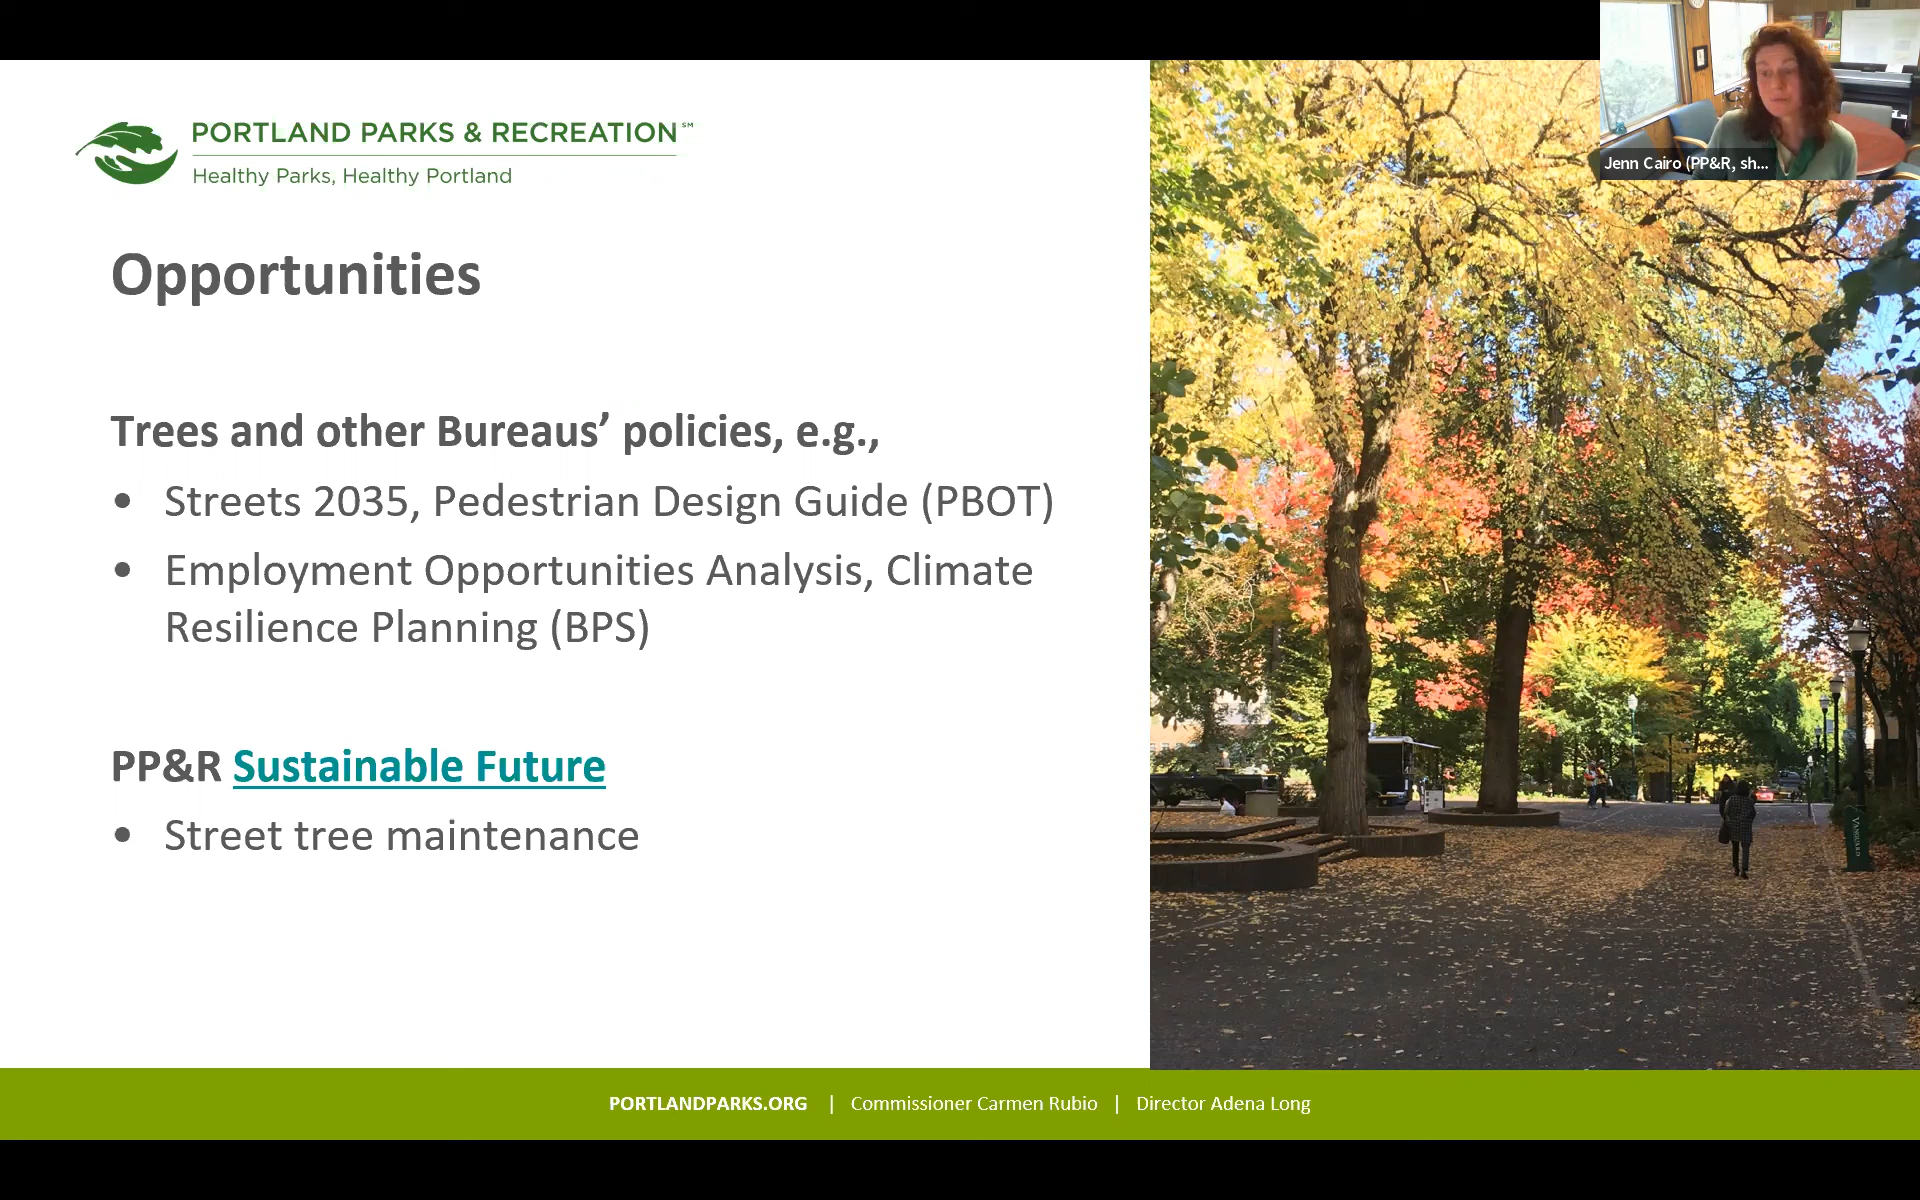 Jenn Cairo (PP&R, sh...
PORTLAND PARKS & RECREATION℠
Healthy Parks, Healthy Portland
Opportunities
Trees and other Bureaus’ policies, e.g.,
• Streets 2035, Pedestrian Design Guide (PBOT)
• Employment Opportunities Analysis, Climate
Resilience Planning (BPS)
PP&R Sustainable Future
• Street tree maintenance
VANGUARD
PORTLANDPARKS.ORG | Commissioner Carmen Rubio | Director Adena Long